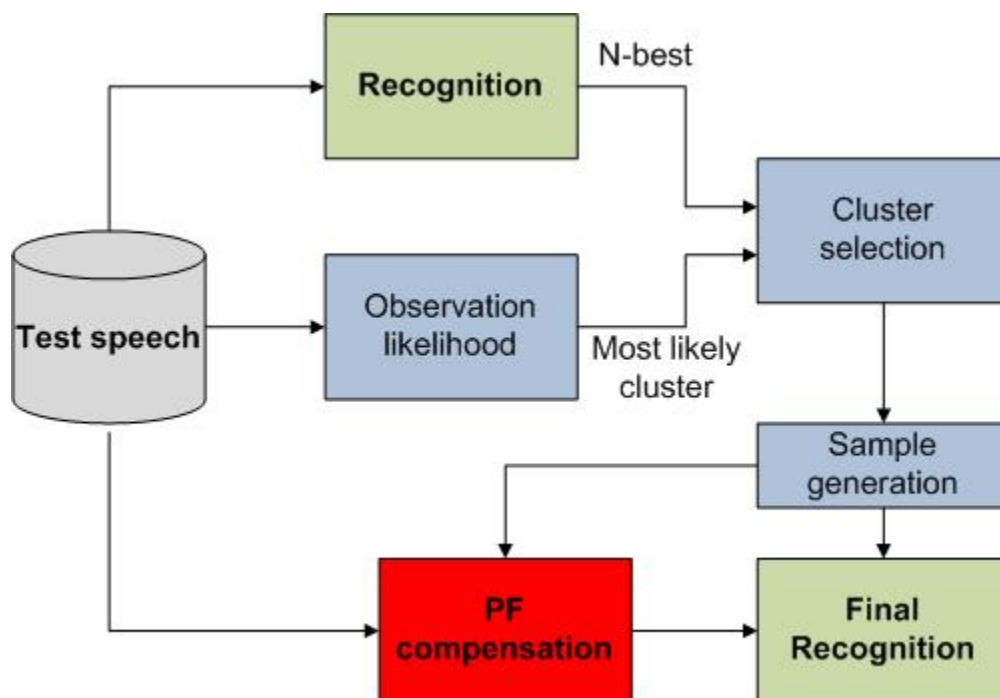 Recognition
N-best
Cluster
selection
Test speech
Observation
likelihood
Most likely
cluster
Sample
generation
PF
compensation
Final
Recognition